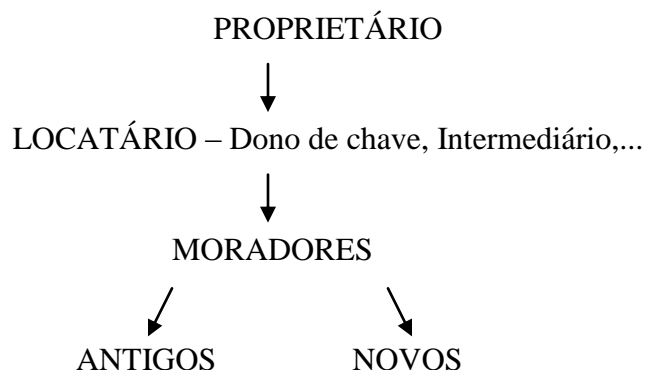 PROPRIETÁRIO
LOCATÁRIO – Dono de chave, Intermediário,...
MORADORES
ANTIGOS NOVOS